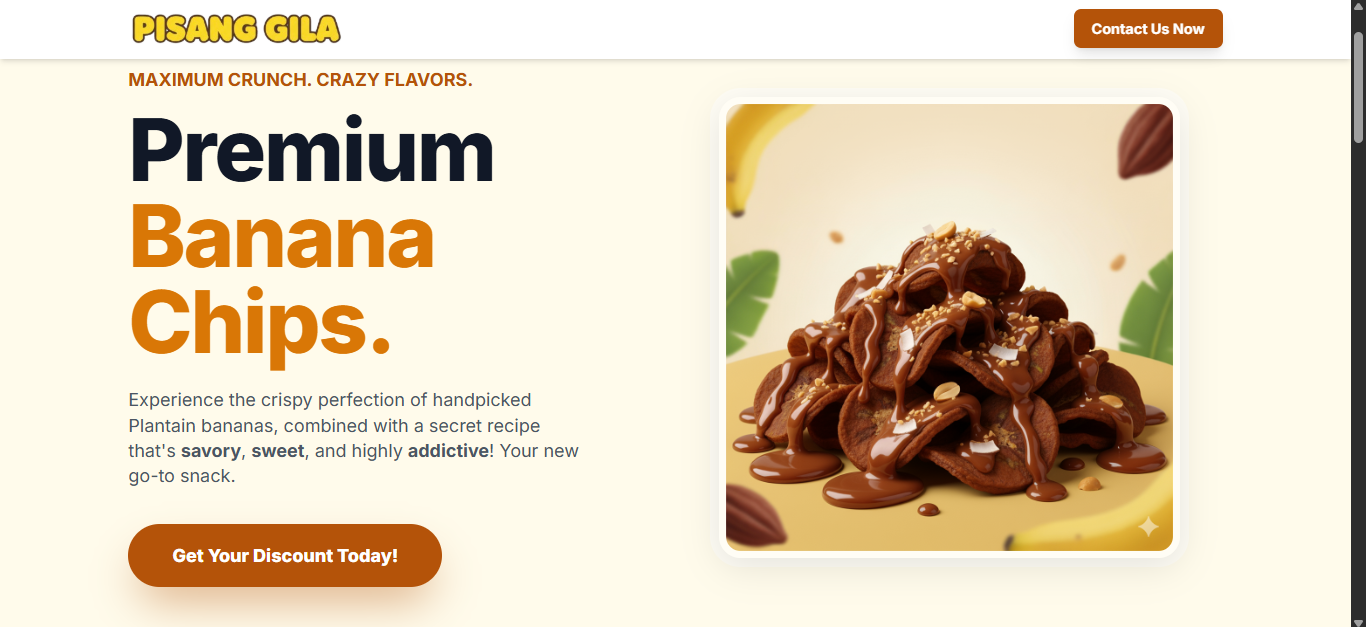 PISANG GILA
Contact Us Now
MAXIMUM CRUNCH. CRAZY FLAVORS.
Premium
Banana
Chips.
Experience the crispy perfection of handpicked
Plantain bananas, combined with a secret recipe
that's savory, sweet, and highly addictive! Your new
go-to snack.
Get Your Discount Today!